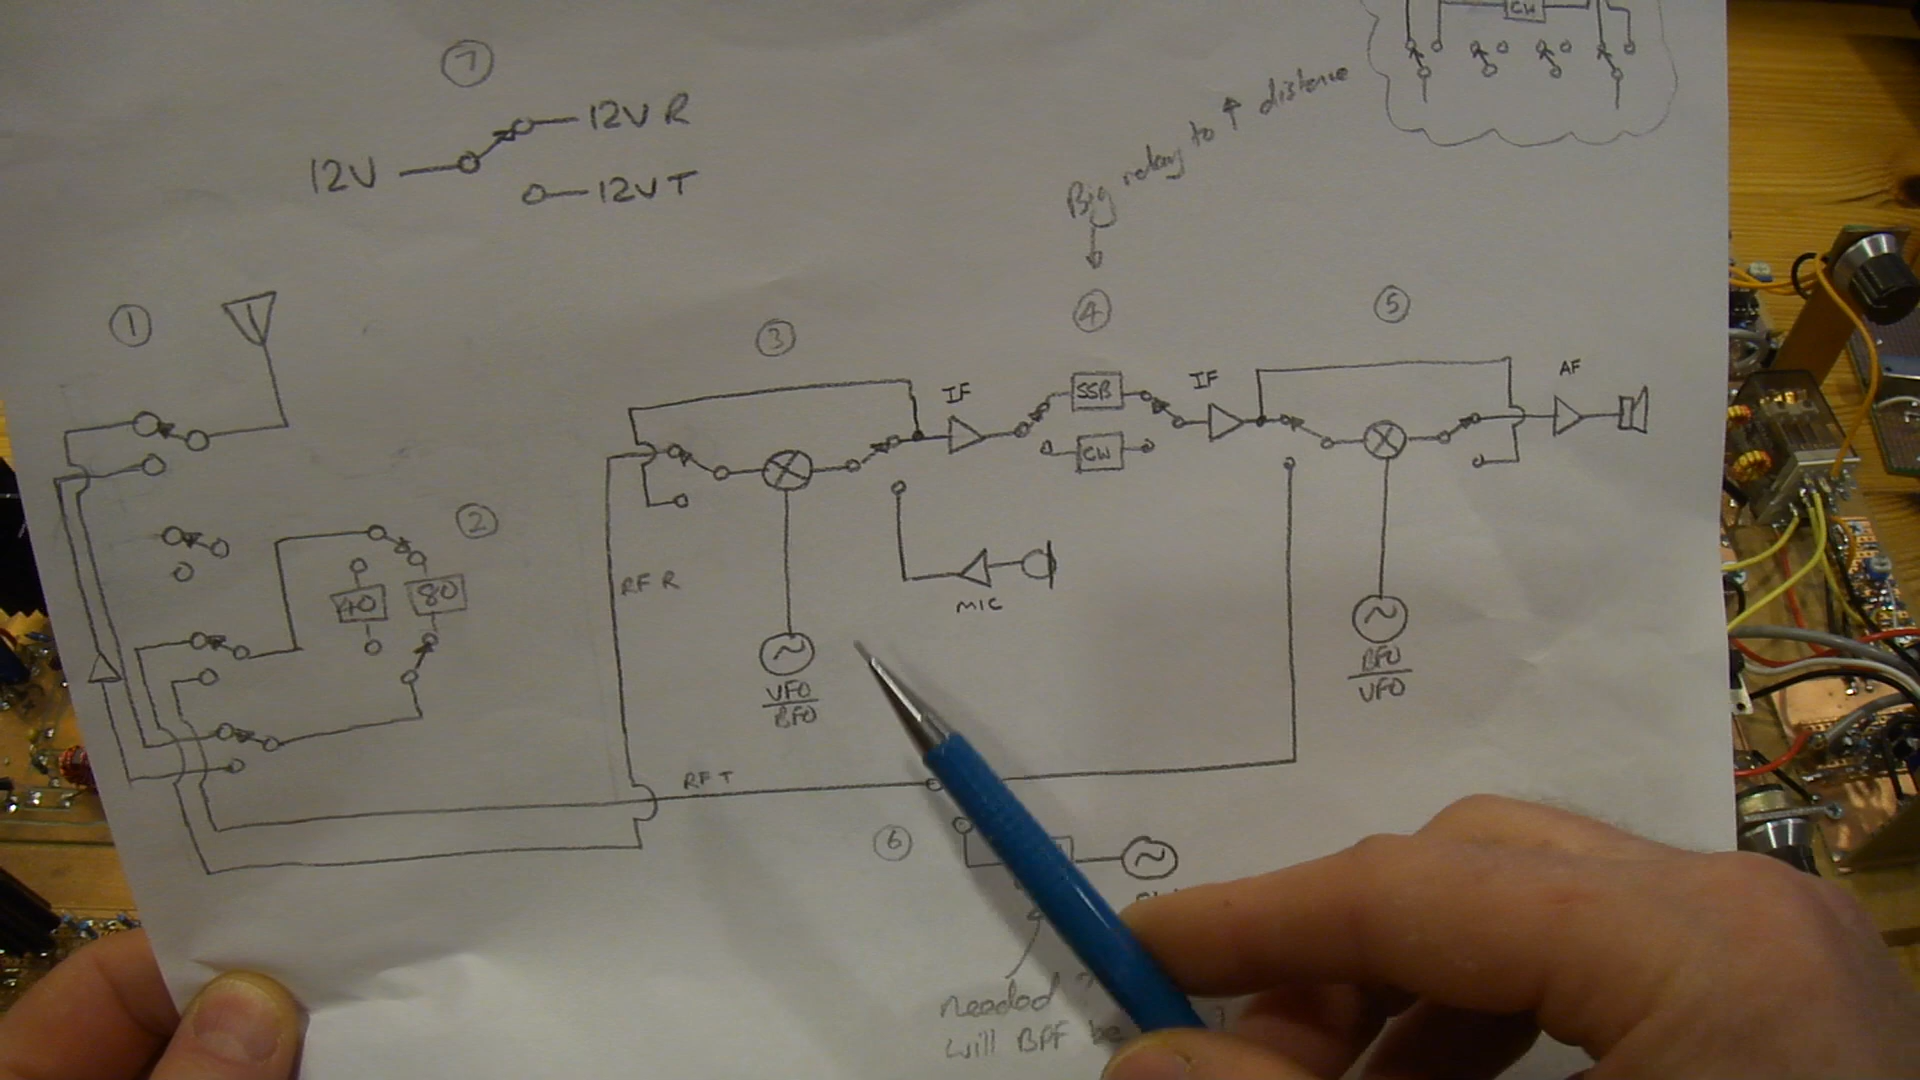 CW
7
12V R
12V
12V T
Big relay to ↑ distance
1
3
4
5
IF
SSB
IF
AF
CW
2
40
80
RF R
MIC
VFO
BFO
BFO
VFO
RF T
6
needed ?
will BPF be